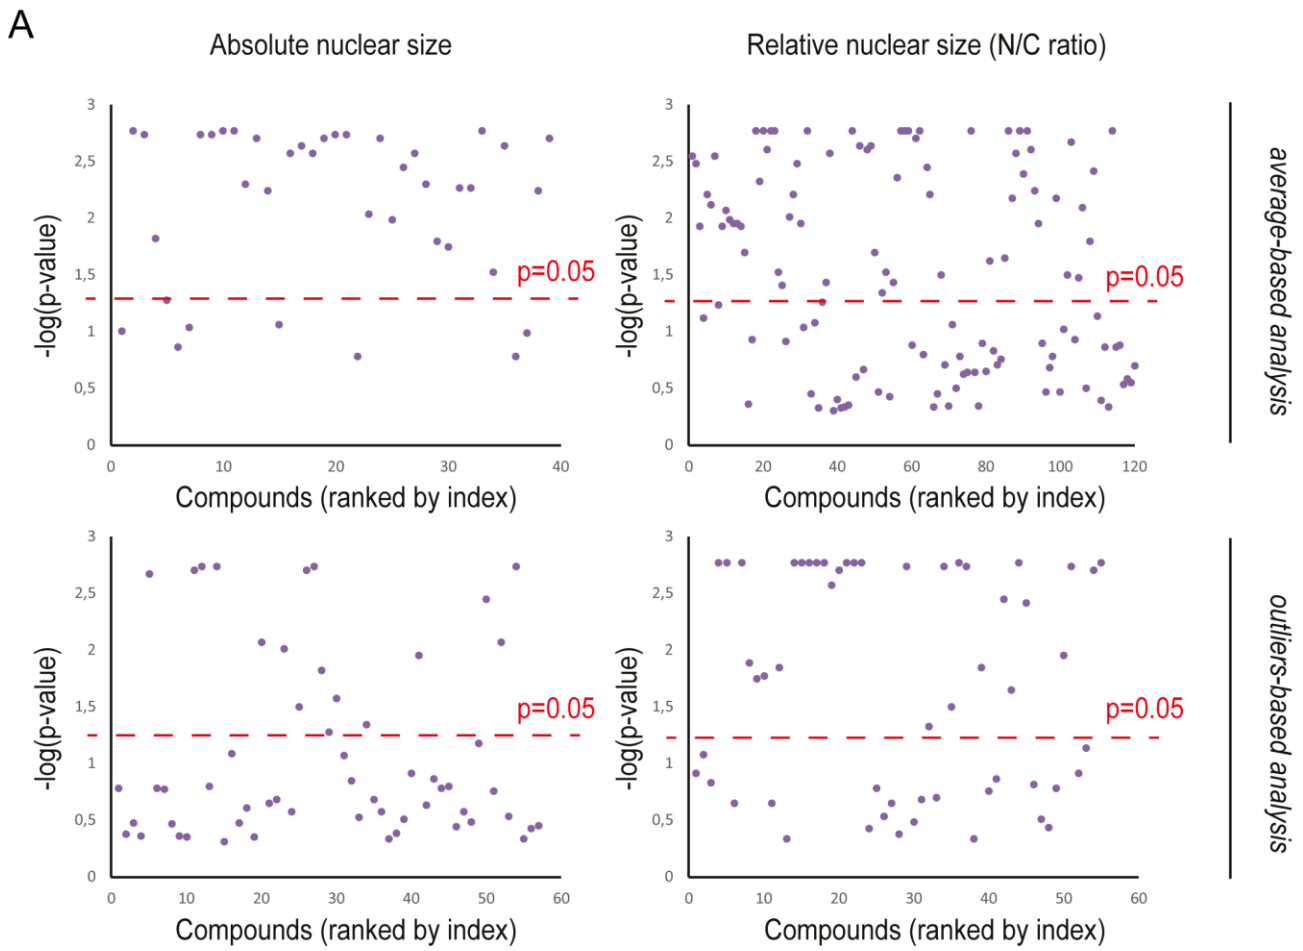 A
Absolute nuclear size
Relative nuclear size (N/C ratio)
3
2,5
2
1,5
1
0,5
0
-log(p-value)
p=0.05
0 10 20 30 40
Compounds (ranked by index)
3
2,5
2
1,5
1
0,5
0
-log(p-value)
p=0.05
0 20 40 60 80 100 120
Compounds (ranked by index)
average-based analysis
3
2,5
2
1,5
1
0,5
0
-log(p-value)
p=0.05
0 10 20 30 40 50 60
Compounds (ranked by index)
3
2,5
2
1,5
1
0,5
0
-log(p-value)
p=0.05
0 10 20 30 40 50 60
Compounds (ranked by index)
outliers-based analysis